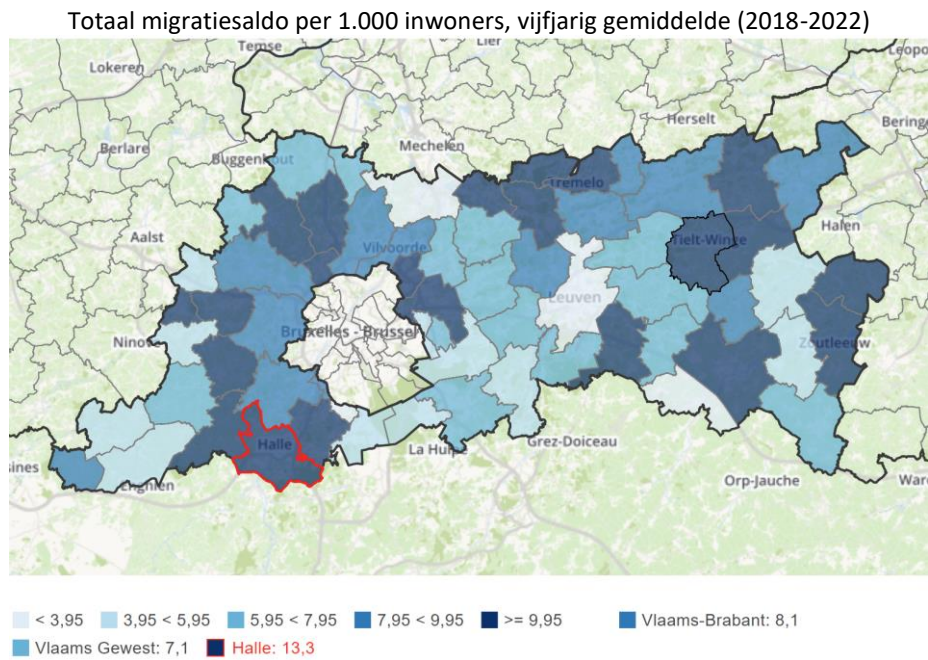 Totaal migratiesaldo per 1.000 inwoners, vijfjarig gemiddelde (2018-2022)
Temse
Lier
Leopo
Lokeren
Herselt
Beringe
Berlare
Mechelen
Buggenhout
Tremelo
Aalst
Vilvoorde
Tielt-Winge
Halen
Leuven
Bruxelles - Brussel
Ninove
Zoutleeuw
Halle
La Hulpe
Grez-Doiceau
sines
Enghien
Orp-Jauche
Ware
< 3,95 3,95 < 5,95 5,95 < 7,95 7,95 < 9,95 >= 9,95 Vlaams-Brabant: 8,1
Vlaams Gewest: 7,1 Halle: 13,3